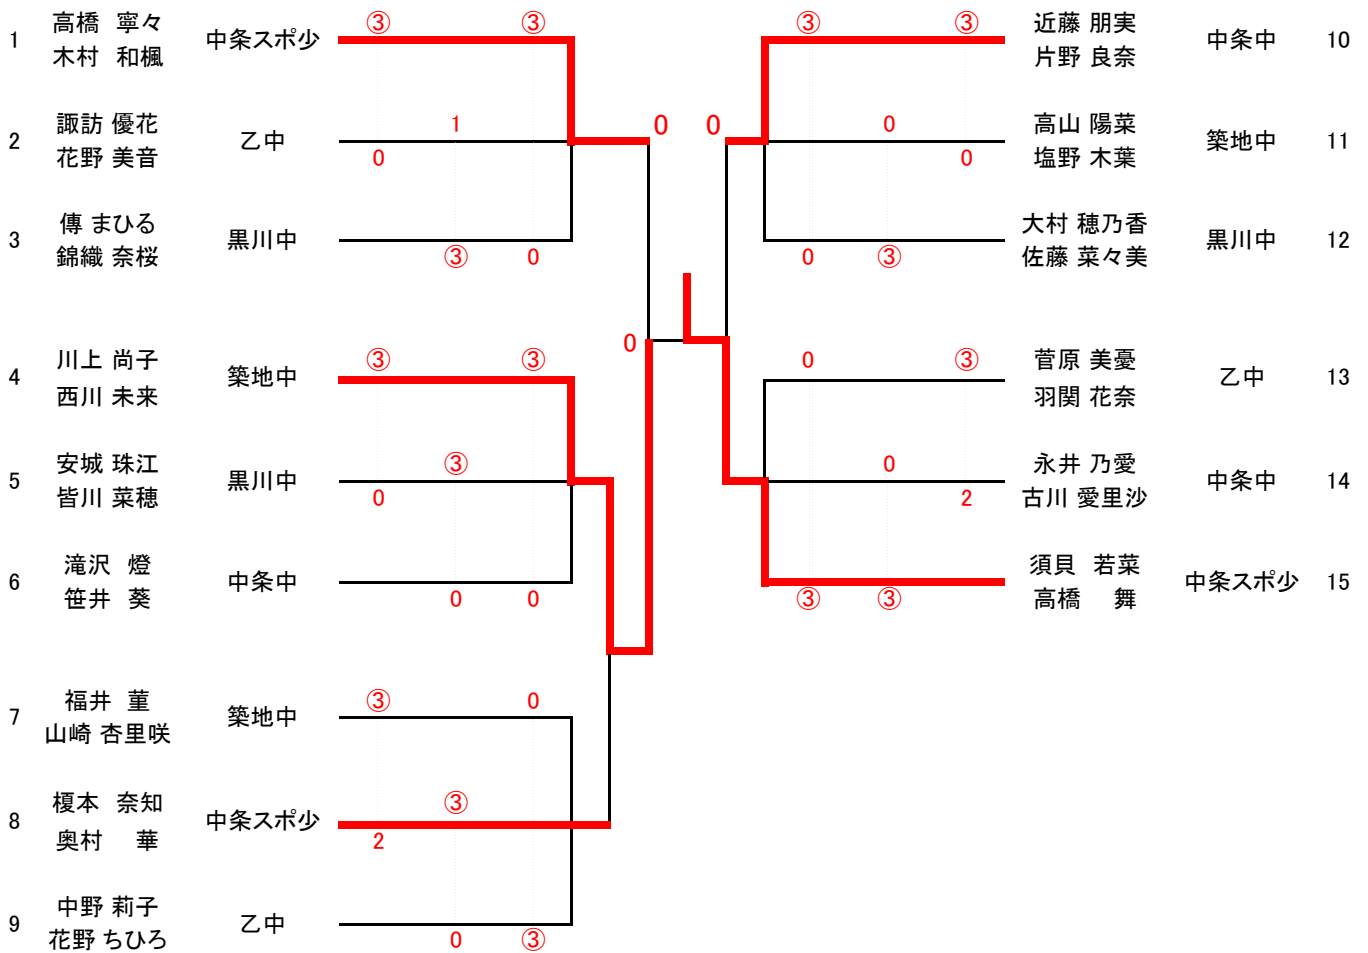 1 高橋 寧々 木村 和楓 中条スポ少 ③ ③
2 諏訪 優花 花野 美音 乙中 0 1
3 傳 まひる 錦織 奈桜 黒川中 ③ 0
0
4 川上 尚子 西川 未来 築地中 ③ ③
5 安城 珠江 皆川 菜穂 黒川中 0 ③
6 滝沢 燈 笹井 葵 中条中 0 0
0
7 福井 菫 山崎 杏里咲 築地中 ③ 0
8 榎本 奈知 奥村 華 中条スポ少 2 ③
9 中野 莉子 花野 ちひろ 乙中 0 ③
0
③ ③ 近藤 朋実 片野 良奈 中条中 10
0 0 高山 陽菜 塩野 木葉 築地中 11
0 ③ 大村 穂乃香 佐藤 菜々美 黒川中 12
0 ③ 菅原 美憂 羽関 花奈 乙中 13
0 2 永井 乃愛 古川 愛里沙 中条中 14
③ ③ 須貝 若菜 高橋 舞 中条スポ少 15